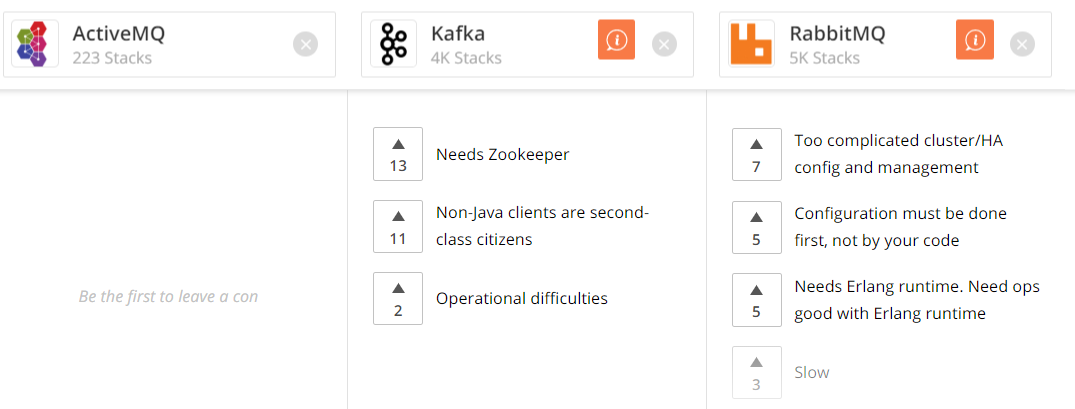 ActiveMQ
223 Stacks
Kafka
4K Stacks
RabbitMQ
5K Stacks
Be the first to leave a con
13
Needs Zookeeper
11
Non-Java clients are second-
class citizens
2
Operational difficulties
7
Too complicated cluster/HA
config and management
5
Configuration must be done
first, not by your code
5
Needs Erlang runtime. Need ops
good with Erlang runtime
3
Slow